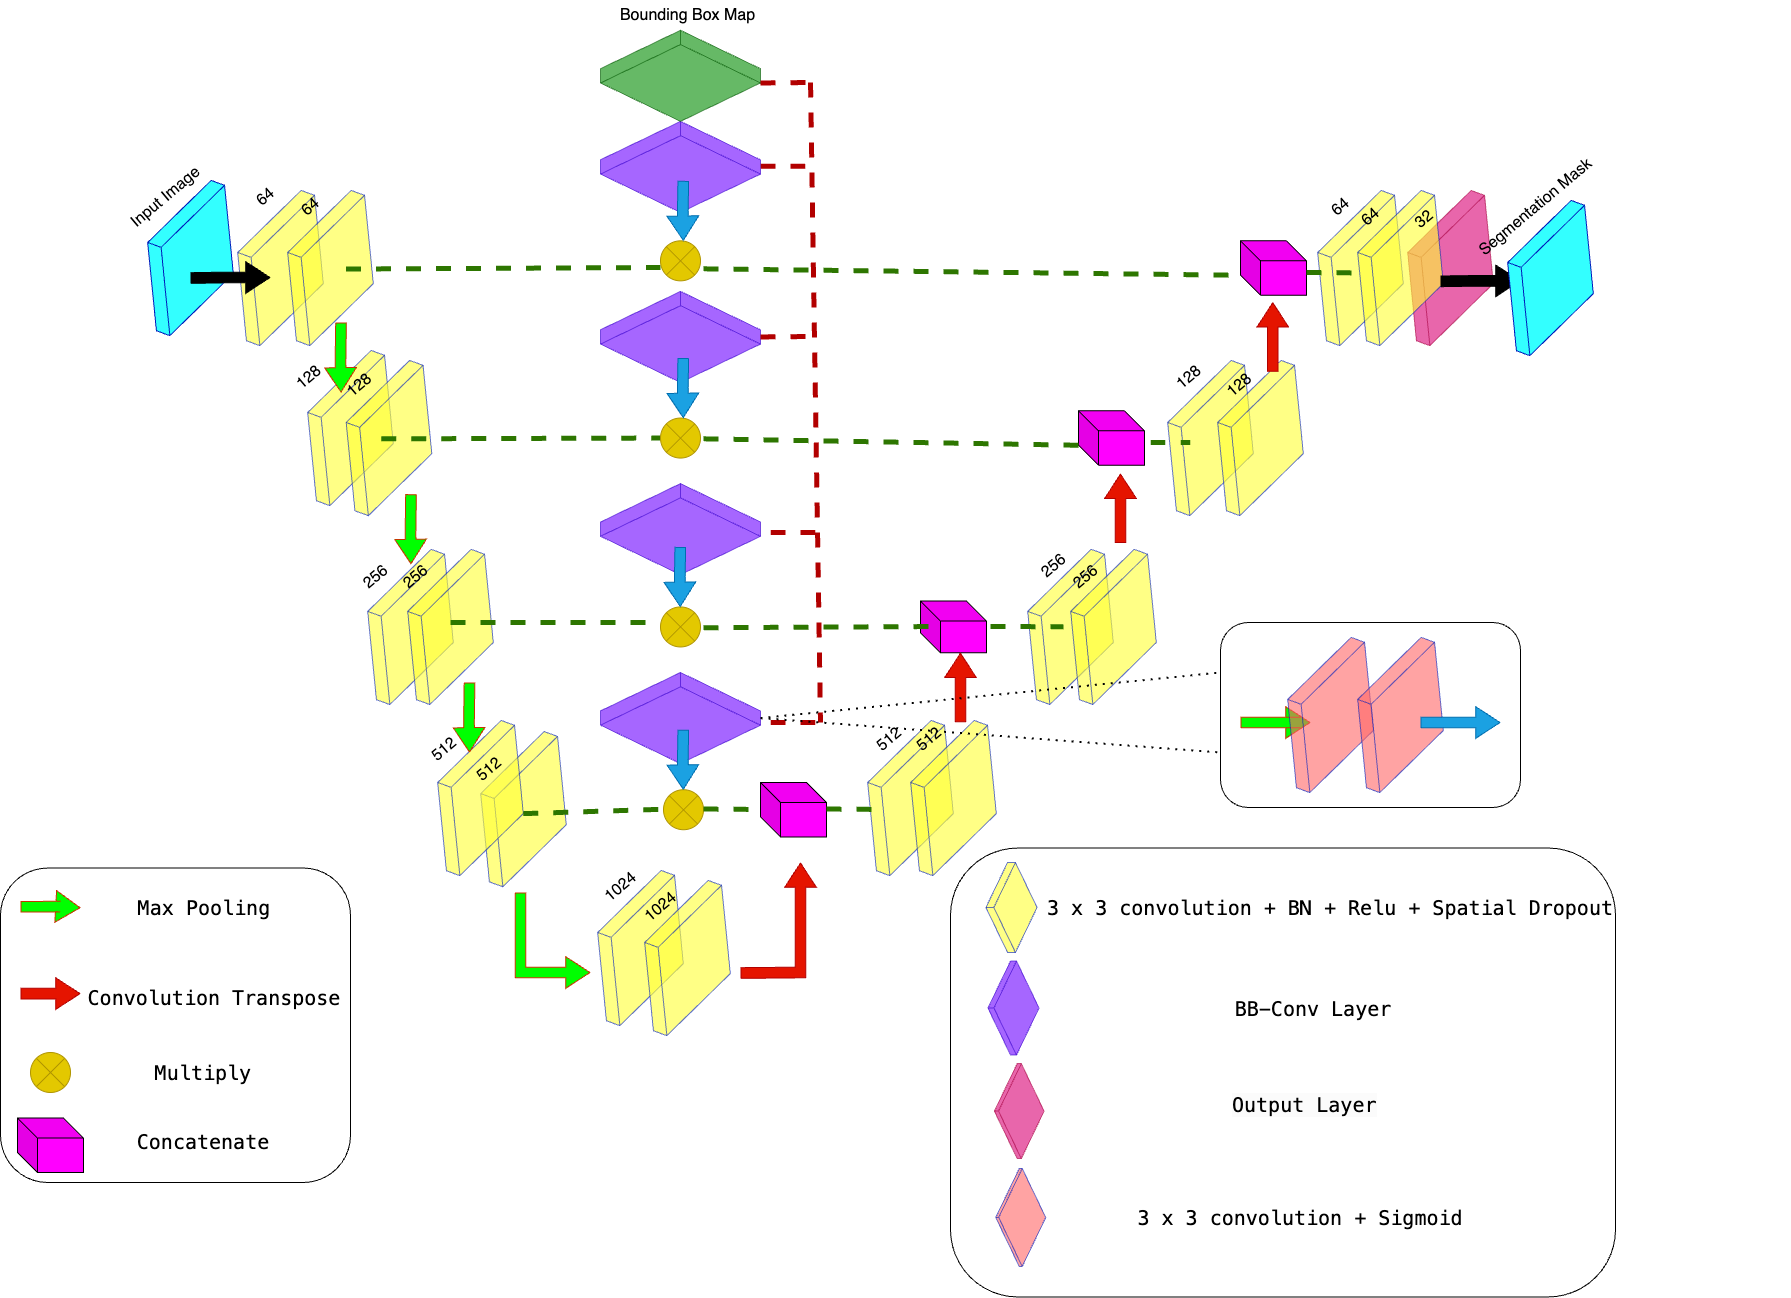 Bounding Box Map
Input Image
64
64
128
128
256
256
512
512
1024
1024
512
512
256
256
128
128
64
64
32
Segmentation Mask
Max Pooling
Convolution Transpose
Multiply
Concatenate
3 x 3 convolution + BN + Relu + Spatial Dropout
BB-Conv Layer
Output Layer
3 x 3 convolution + Sigmoid